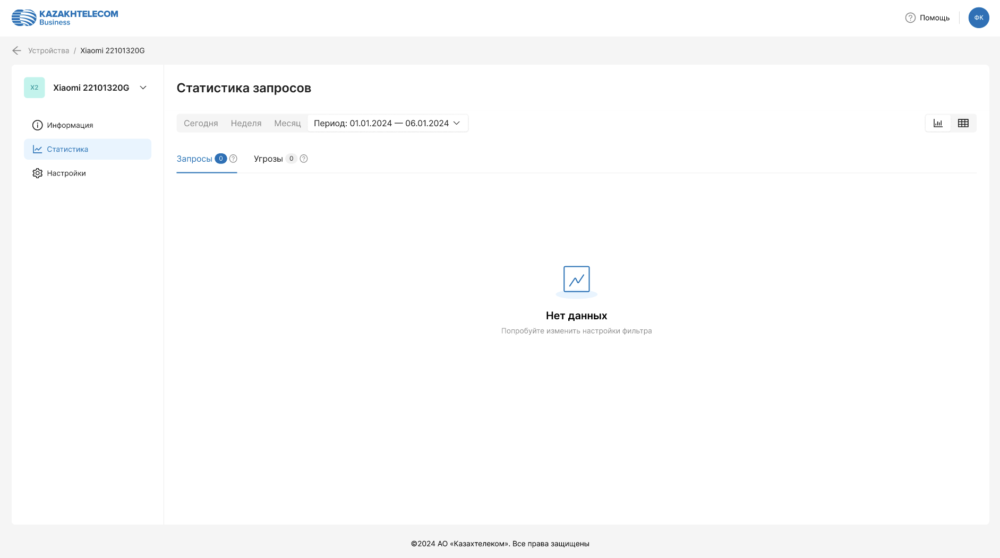 KAZAKHTELECOM
Business
Помощь
ФК
Устройства / Xiaomi 22101320G
X2
Xiaomi 22101320G
Информация
Статистика
Настройки
Статистика запросов
Сегодня Неделя Месяц Период: 01.01.2024 — 06.01.2024
Запросы 0 ? Угрозы 0 ?
Нет данных
Попробуйте изменить настройки фильтра
©2024 АО «Казахтелеком». Все права защищены